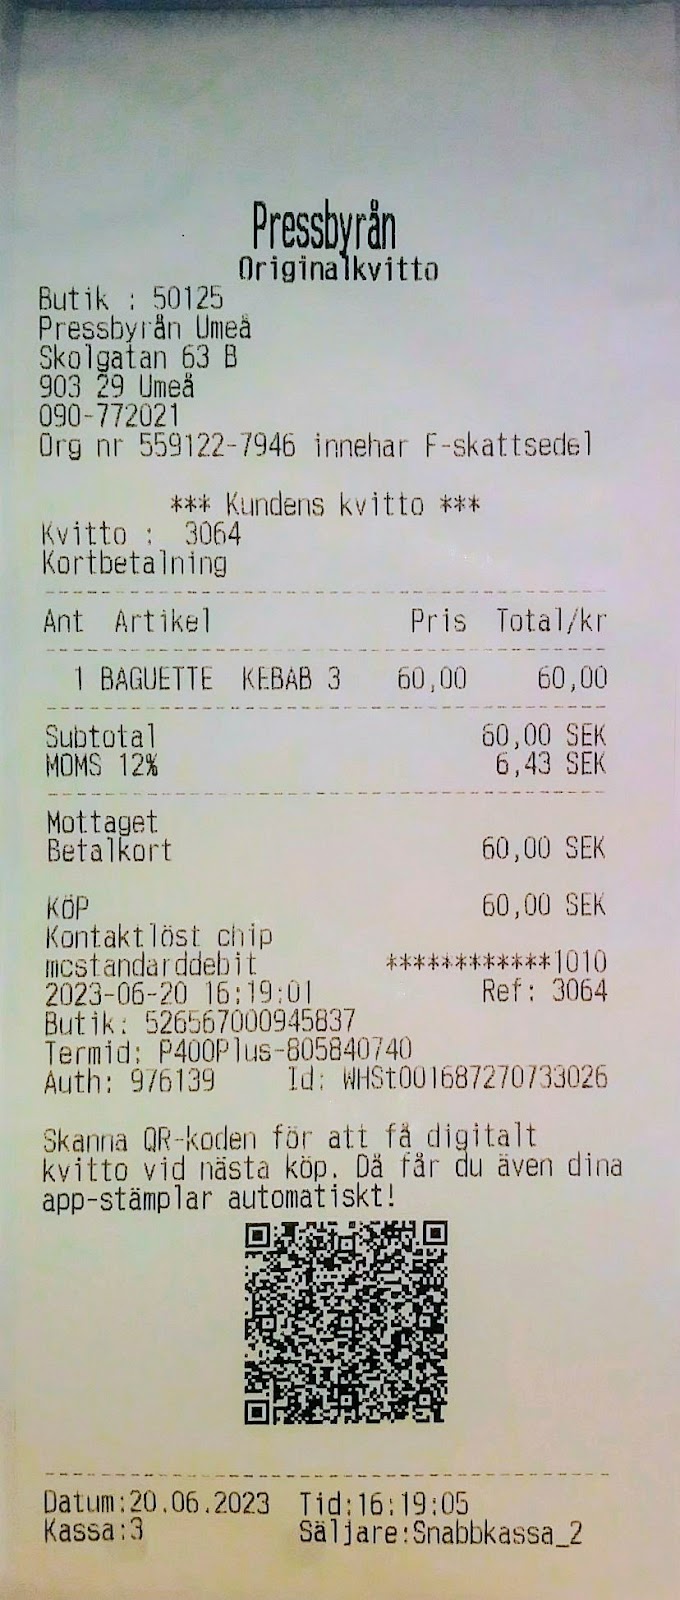 Pressbyrån
Originalkvitto
Butik : 50125
Pressbyrån Umeå
Skolgatan 63 B
903 29 Umeå
090-772021
Org nr 559122-7946 innehar F-skattsedel
*** Kundens kvitto ***
Kvitto :  3064
Kortbetalning
Ant  Artikel  Pris  Total/kr
1 BAGUETTE  KEBAB 3  60,00  60,00
Subtotal  60,00 SEK
MOMS 12%  6,43 SEK
Mottaget
Betalkort  60,00 SEK
KÖP  60,00 SEK
Kontaktlöst chip
mcstandarddebit  ************1010
2023-06-20 16:19:01  Ref: 3064
Butik: 526567000945837
Termid: P400Plus-805840740
Auth: 976139  Id: WHSt001687270733026
Skanna QR-koden för att få digitalt
kvitto vid nästa köp. Då får du även dina
app-stämplar automatiskt!
Datum:20.06.2023  Tid:16:19:05
Kassa:3  Säljare:Snabbkassa_2